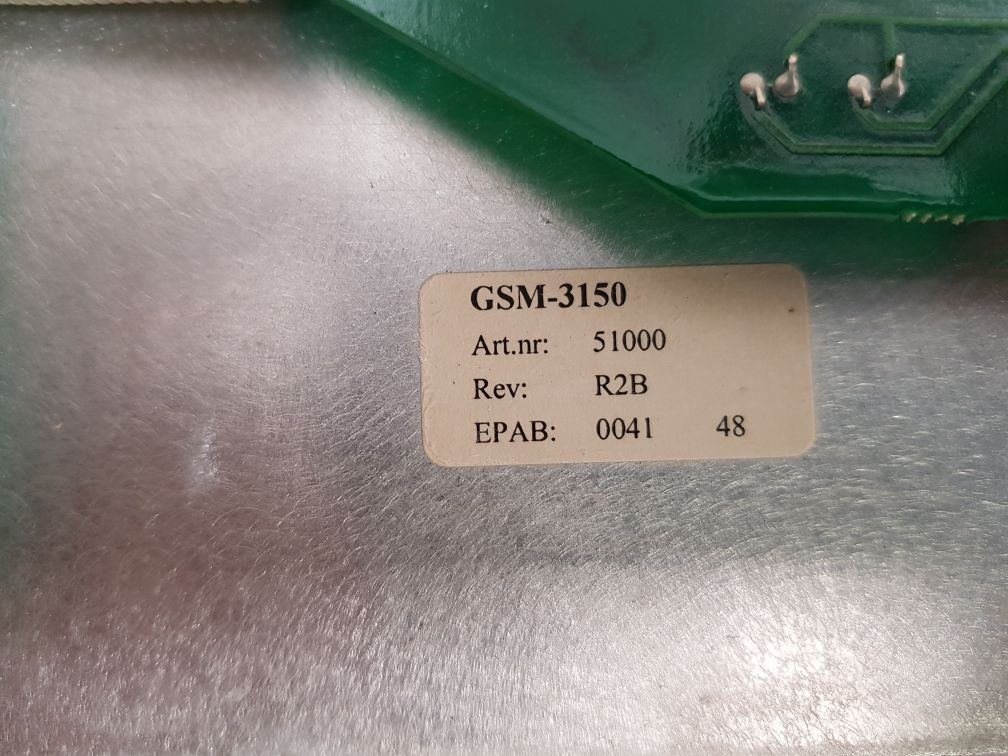 GSM-3150
Art.nr: 51000
Rev: R2B
EPAB: 0041 48